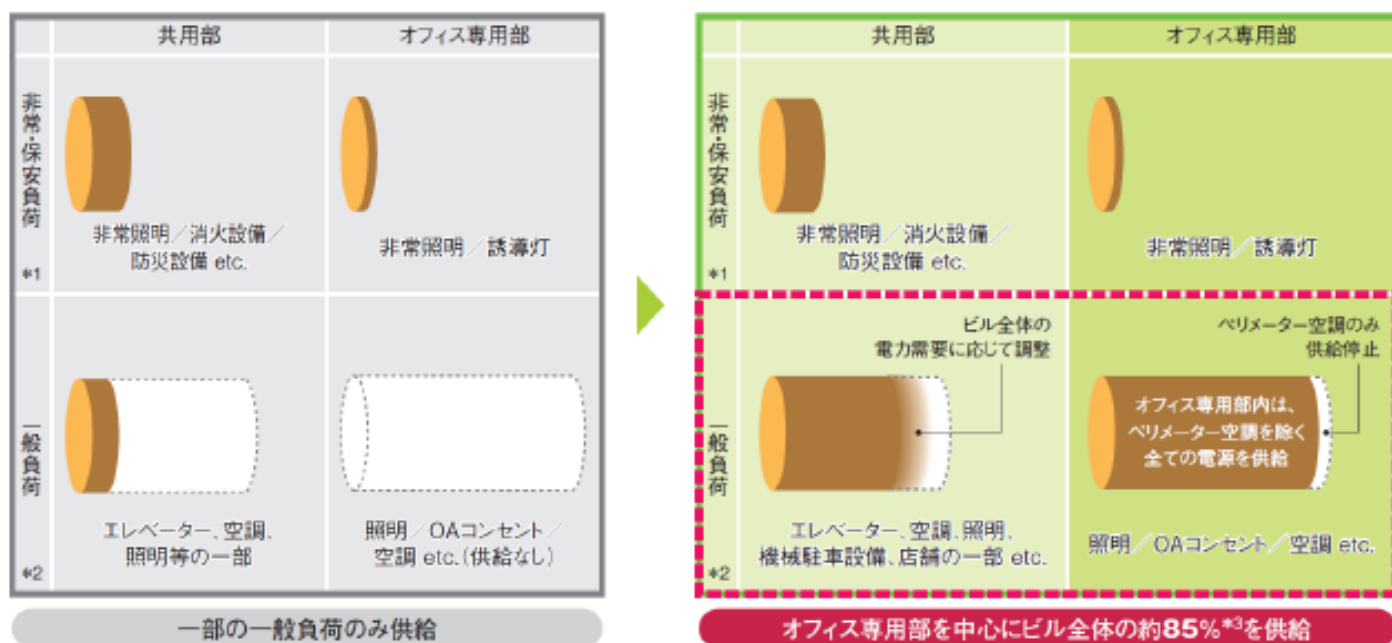 共用部
オフィス専用部
非常・保安負荷
*1
非常照明／消火設備／
防災設備 etc.
非常照明／誘導灯
一般負荷
*2
エレベーター、空調、
照明等の一部
照明／OAコンセント／
空調 etc.（供給なし）
一部の一般負荷のみ供給
共用部
オフィス専用部
非常・保安負荷
*1
非常照明／消火設備／
防災設備 etc.
非常照明／誘導灯
一般負荷
*2
ビル全体の
電力需要に応じて調整
エレベーター、空調、照明、
機械駐車設備、店舗の一部 etc.
ペリメーター空調のみ
供給停止
オフィス専用部内は、
ペリメーター空調を除く
全ての電源を供給
照明／OAコンセント／空調 etc.
オフィス専用部を中心にビル全体の約85%*3を供給